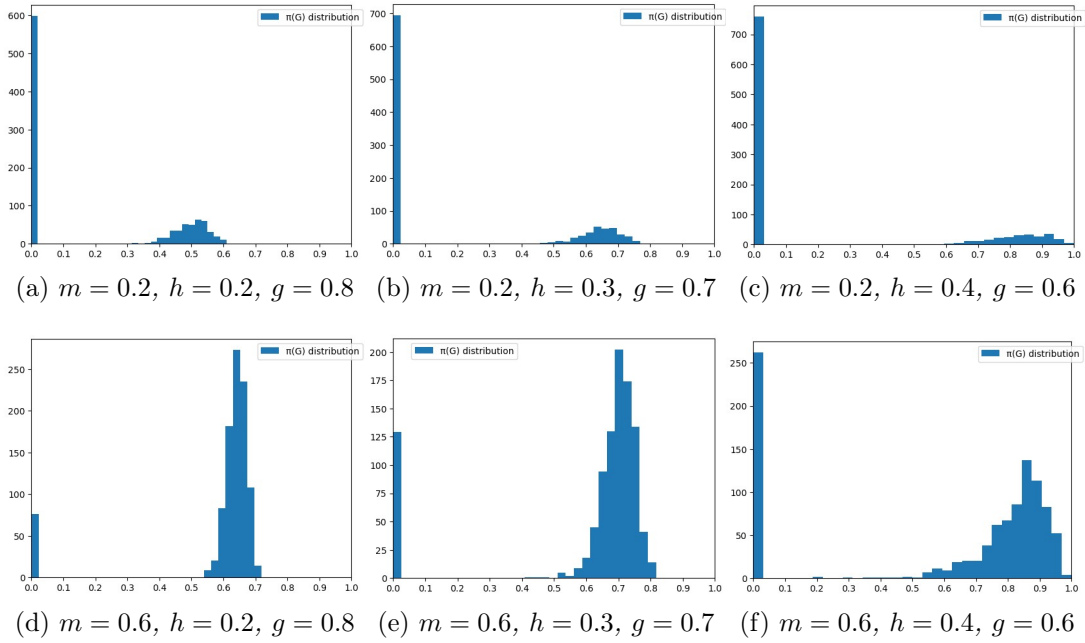 600
500
400
300
200
100
0
0.0 0.1 0.2 0.3 0.4 0.5 0.6 0.7 0.8 0.9 1.0
π(G) distribution
700
600
500
400
300
200
100
0
0.0 0.1 0.2 0.3 0.4 0.5 0.6 0.7 0.8 0.9 1.0
π(G) distribution
700
600
500
400
300
200
100
0
0.0 0.1 0.2 0.3 0.4 0.5 0.6 0.7 0.8 0.9 1.0
π(G) distribution
(a) m = 0.2, h = 0.2, g = 0.8
(b) m = 0.2, h = 0.3, g = 0.7
(c) m = 0.2, h = 0.4, g = 0.6
250
200
150
100
50
0
0.0 0.1 0.2 0.3 0.4 0.5 0.6 0.7 0.8 0.9 1.0
π(G) distribution
200
175
150
125
100
75
50
25
0
0.0 0.1 0.2 0.3 0.4 0.5 0.6 0.7 0.8 0.9 1.0
π(G) distribution
250
200
150
100
50
0
0.0 0.1 0.2 0.3 0.4 0.5 0.6 0.7 0.8 0.9 1.0
π(G) distribution
(d) m = 0.6, h = 0.2, g = 0.8
(e) m = 0.6, h = 0.3, g = 0.7
(f) m = 0.6, h = 0.4, g = 0.6